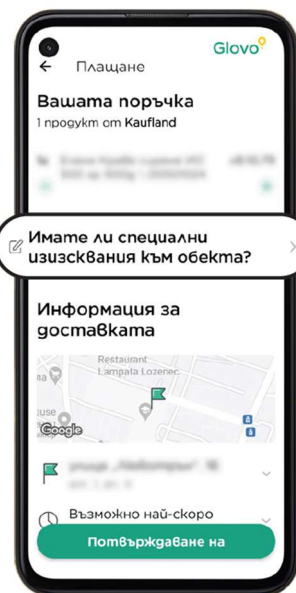 Glovo
Плащане
Вашата поръчка
1 продукт от Kaufland
Имате ли специални
изизсквания към обекта?
Информация за
доставката
Restaurant
Lampata Lozenec
Google
Възможно най-скоро
Потвърждаване на